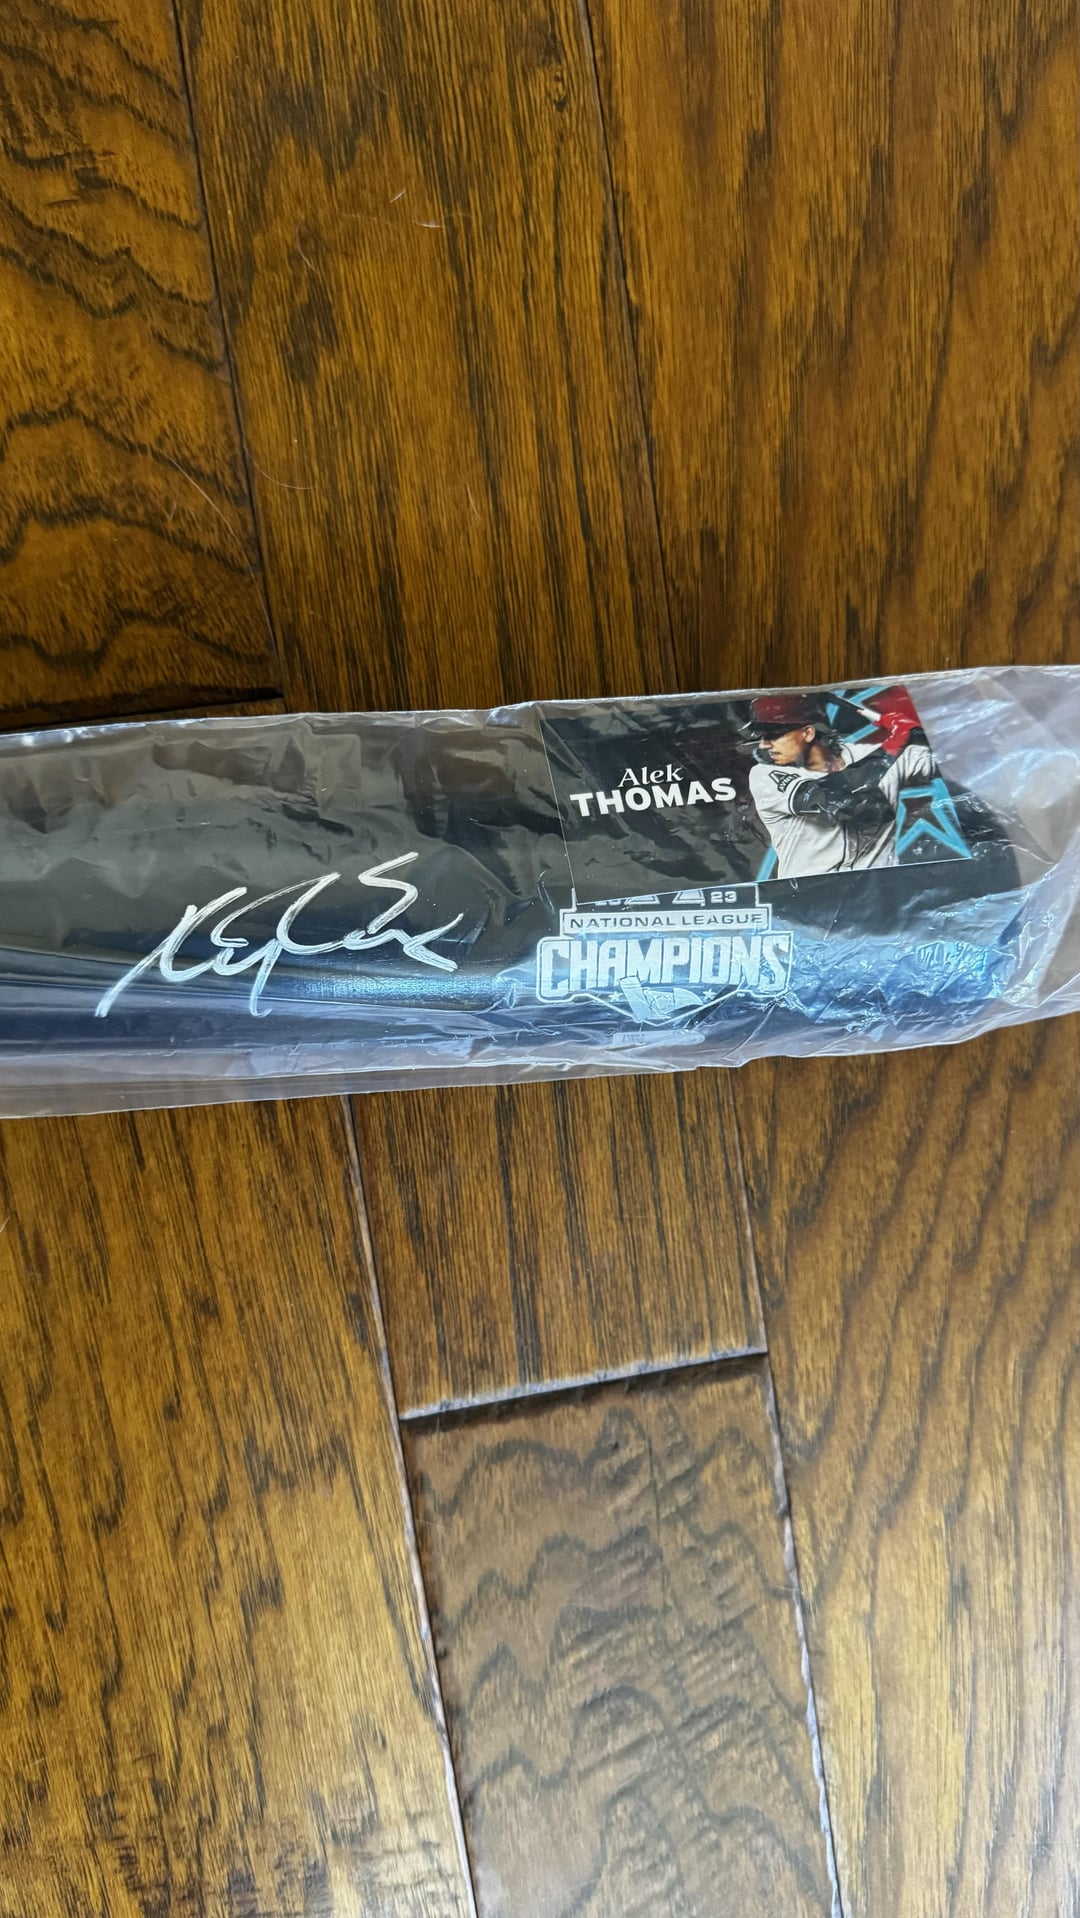 Alek
THOMAS
23
NATIONAL LEAGUE
CHAMPIONS